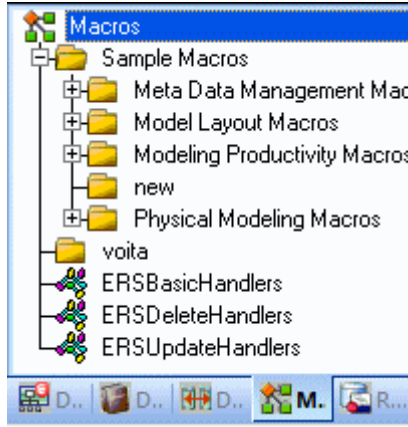 Macros
Sample Macros
Meta Data Management Mac
Model Layout Macros
Modeling Productivity Macros
new
Physical Modeling Macros
voita
ERSBasicHandlers
ERSDeleteHandlers
ERSUpdateHandlers
D.. D.. D.. M. R...